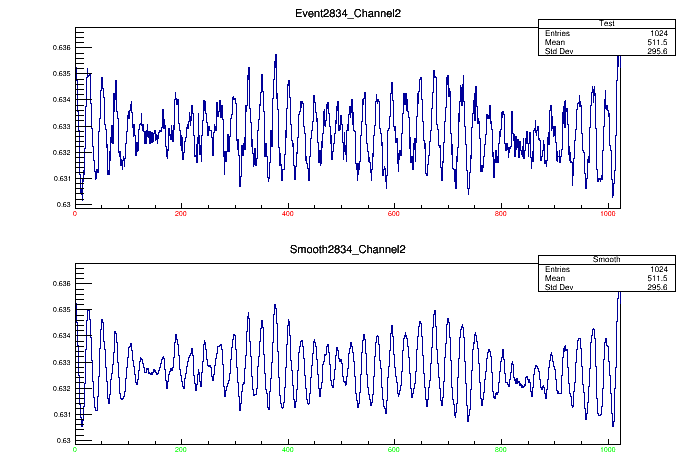 Event2834_Channel2
Test
Entries 1024
Mean 511.5
Std Dev 295.6
0.636
0.635
0.634
0.633
0.632
0.631
0.63
0 200 400 600 800 1000
Smooth2834_Channel2
Smooth
Entries 1024
Mean 511.5
Std Dev 295.6
0.636
0.635
0.634
0.633
0.632
0.631
0.63
0 200 400 600 800 1000